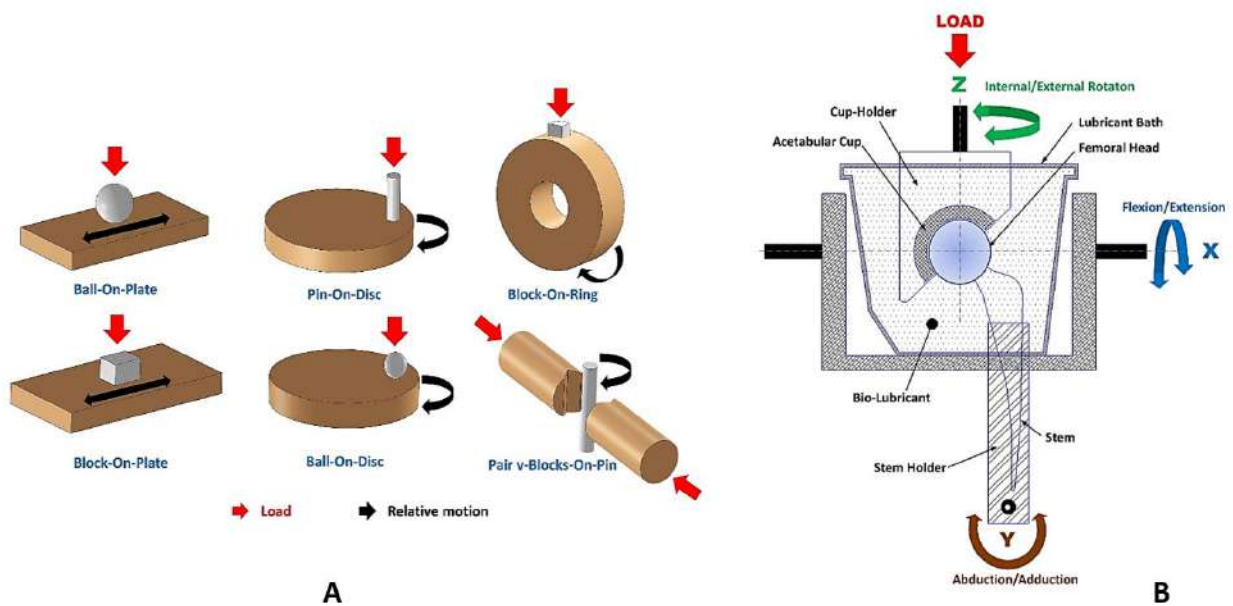 Ball-On-Plate
Pin-On-Disc
Block-On-Ring
Block-On-Plate
Ball-On-Disc
Pair v-Blocks-On-Pin
Load
Relative motion
A
LOAD
Z
Internal/External Rotaton
Cup-Holder
Lubricant Bath
Acetabular Cup
Femoral Head
Flexion/Extension
X
Bio-Lubricant
Stem
Stem Holder
Y
Abduction/Adduction
B